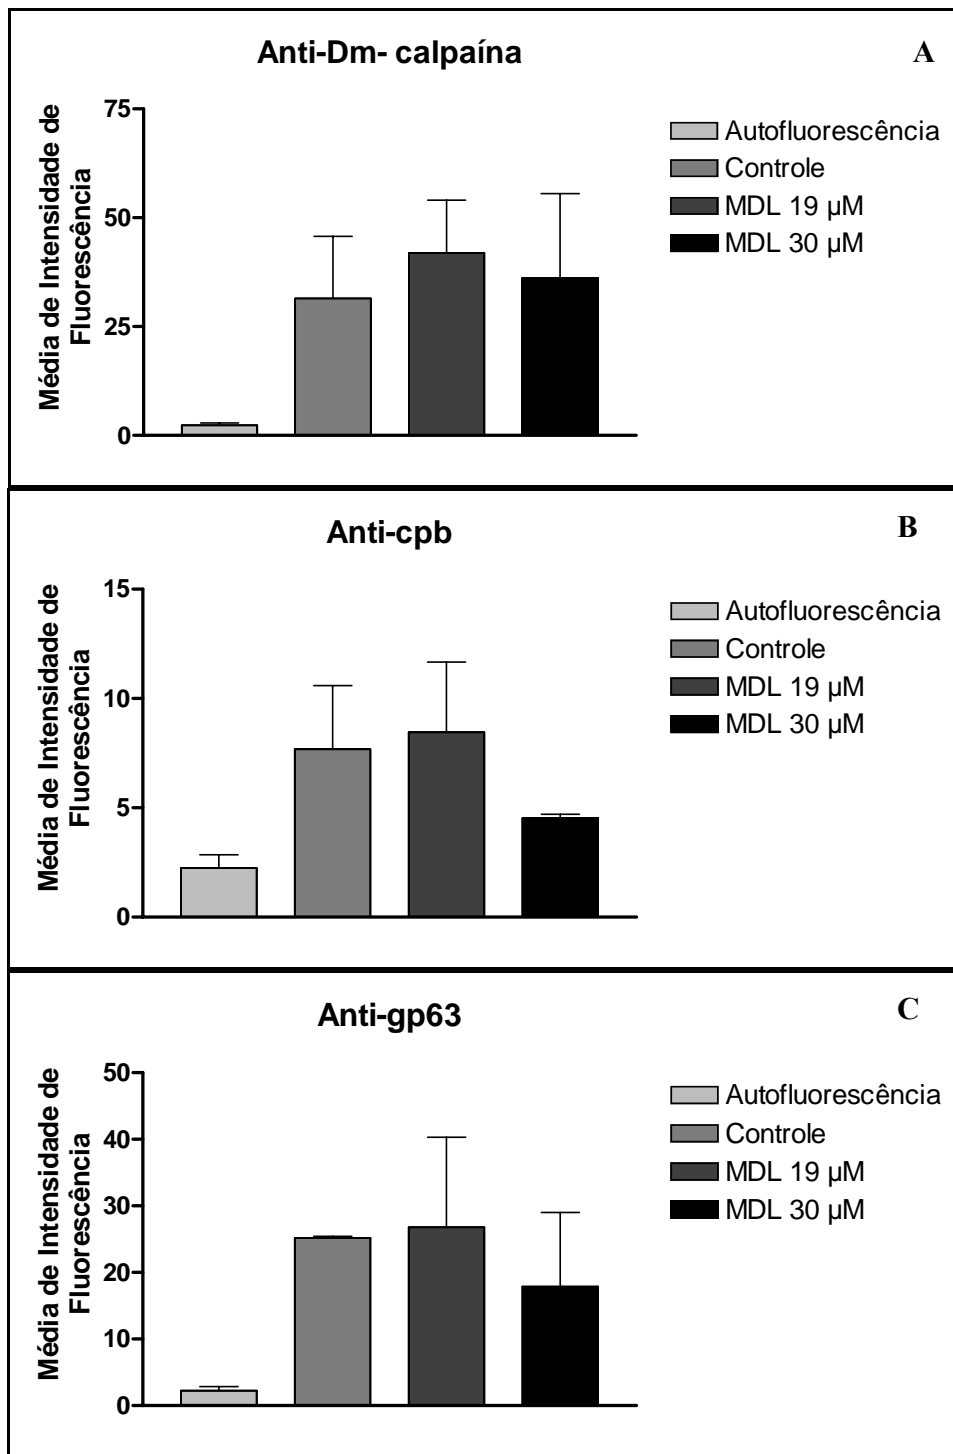 Anti-Dm- calpaína
A
Média de Intensidade de
Fluorescência
75
50
25
0
Autofluorescência
Controle
MDL 19 µM
MDL 30 µM
Anti-cpb
B
Média de Intensidade de
Fluorescência
15
10
5
0
Autofluorescência
Controle
MDL 19 µM
MDL 30 µM
Anti-gp63
C
Média de Intensidade de
Fluorescência
50
40
30
20
10
0
Autofluorescência
Controle
MDL 19 µM
MDL 30 µM